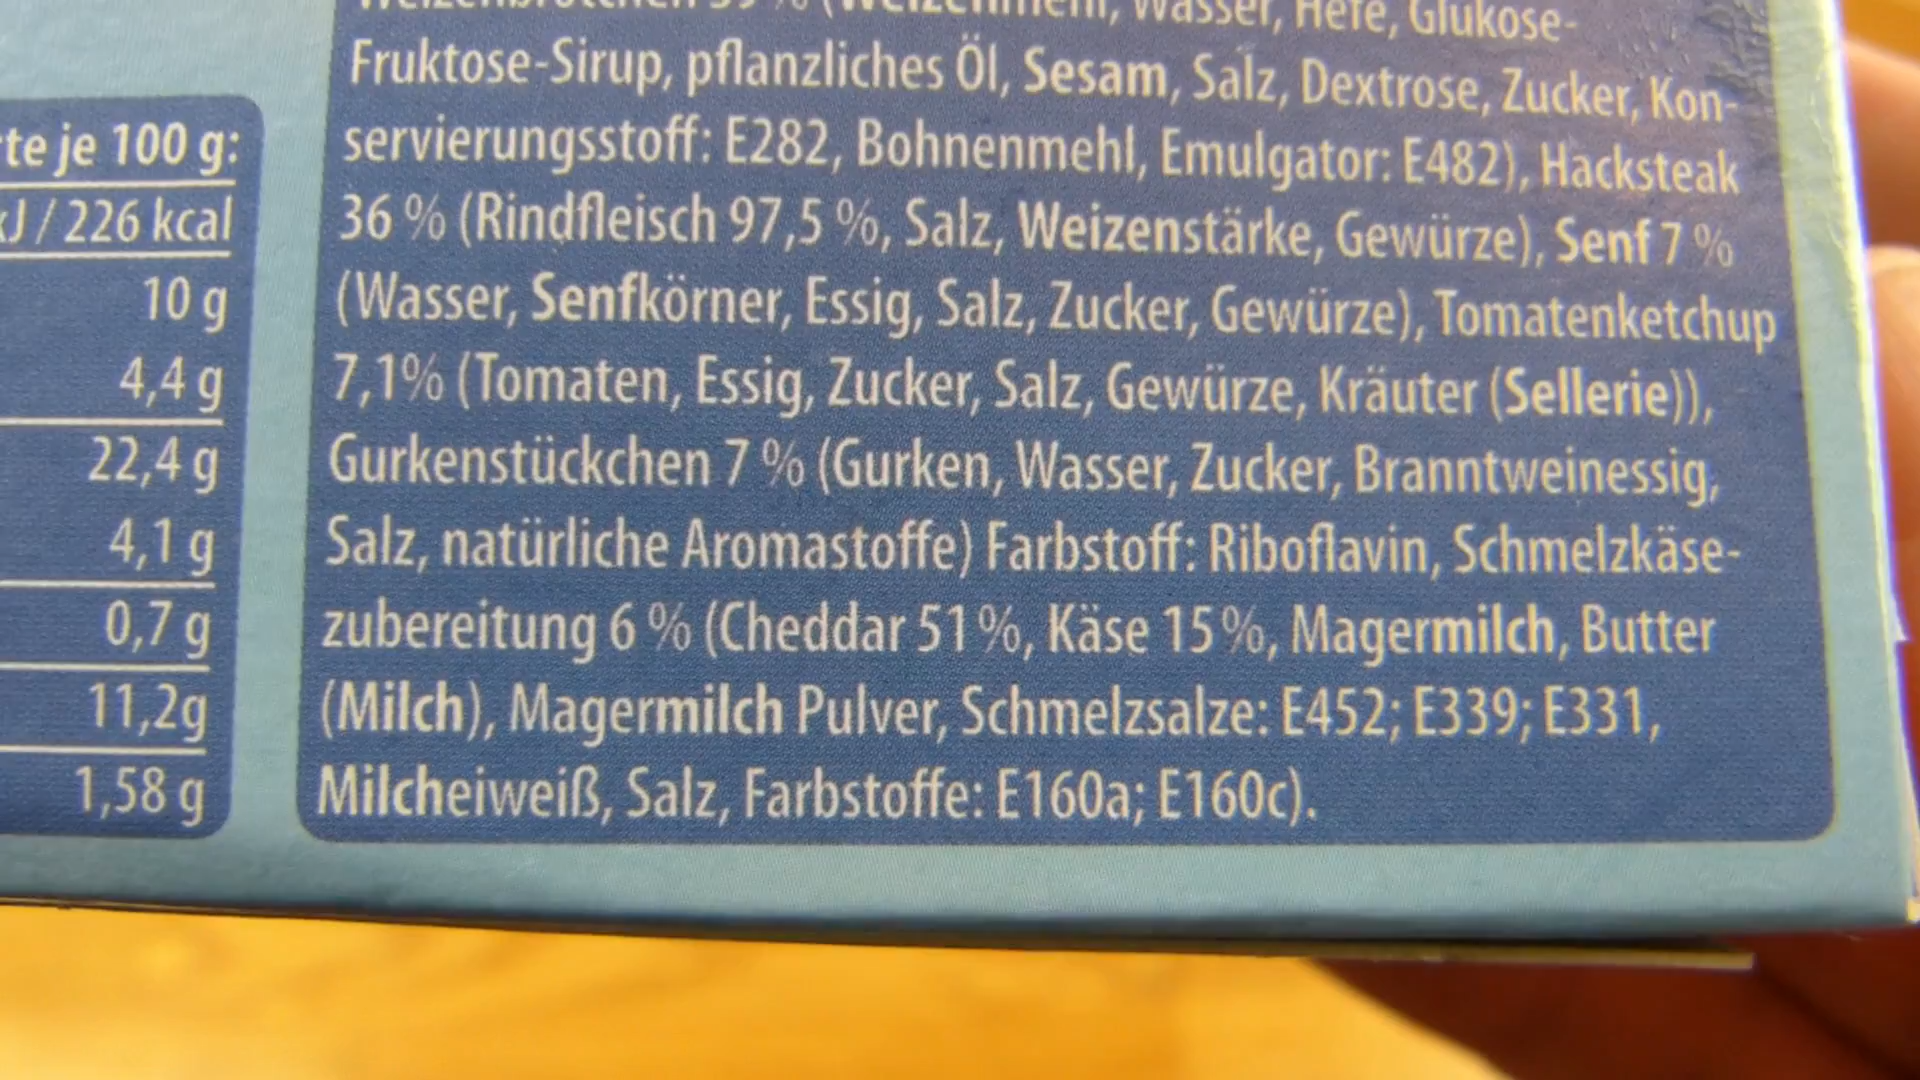 Wasser, Hefe, Glukose-
Fruktose-Sirup, pflanzliches Öl, Sesam, Salz, Dextrose, Zucker, Kon-
servierungsstoff: E282, Bohnenmehl, Emulgator: E482), Hacksteak
36 % (Rindfleisch 97,5 %, Salz, Weizenstärke, Gewürze), Senf 7 %
(Wasser, Senfkörner, Essig, Salz, Zucker, Gewürze), Tomatenketchup
7,1% (Tomaten, Essig, Zucker, Salz, Gewürze, Kräuter (Sellerie)),
Gurkenstückchen 7 % (Gurken, Wasser, Zucker, Branntweinessig,
Salz, natürliche Aromastoffe) Farbstoff: Riboflavin, Schmelzkäse-
zubereitung 6 % (Cheddar 51%, Käse 15%, Magermilch, Butter
(Milch), Magermilch Pulver, Schmelzsalze: E452; E339; E331,
Milcheiweiß, Salz, Farbstoffe: E160a; E160c).
te je 100 g:
kJ / 226 kcal
10 g
4,4 g
22,4 g
4,1 g
0,7 g
11,2g
1,58 g